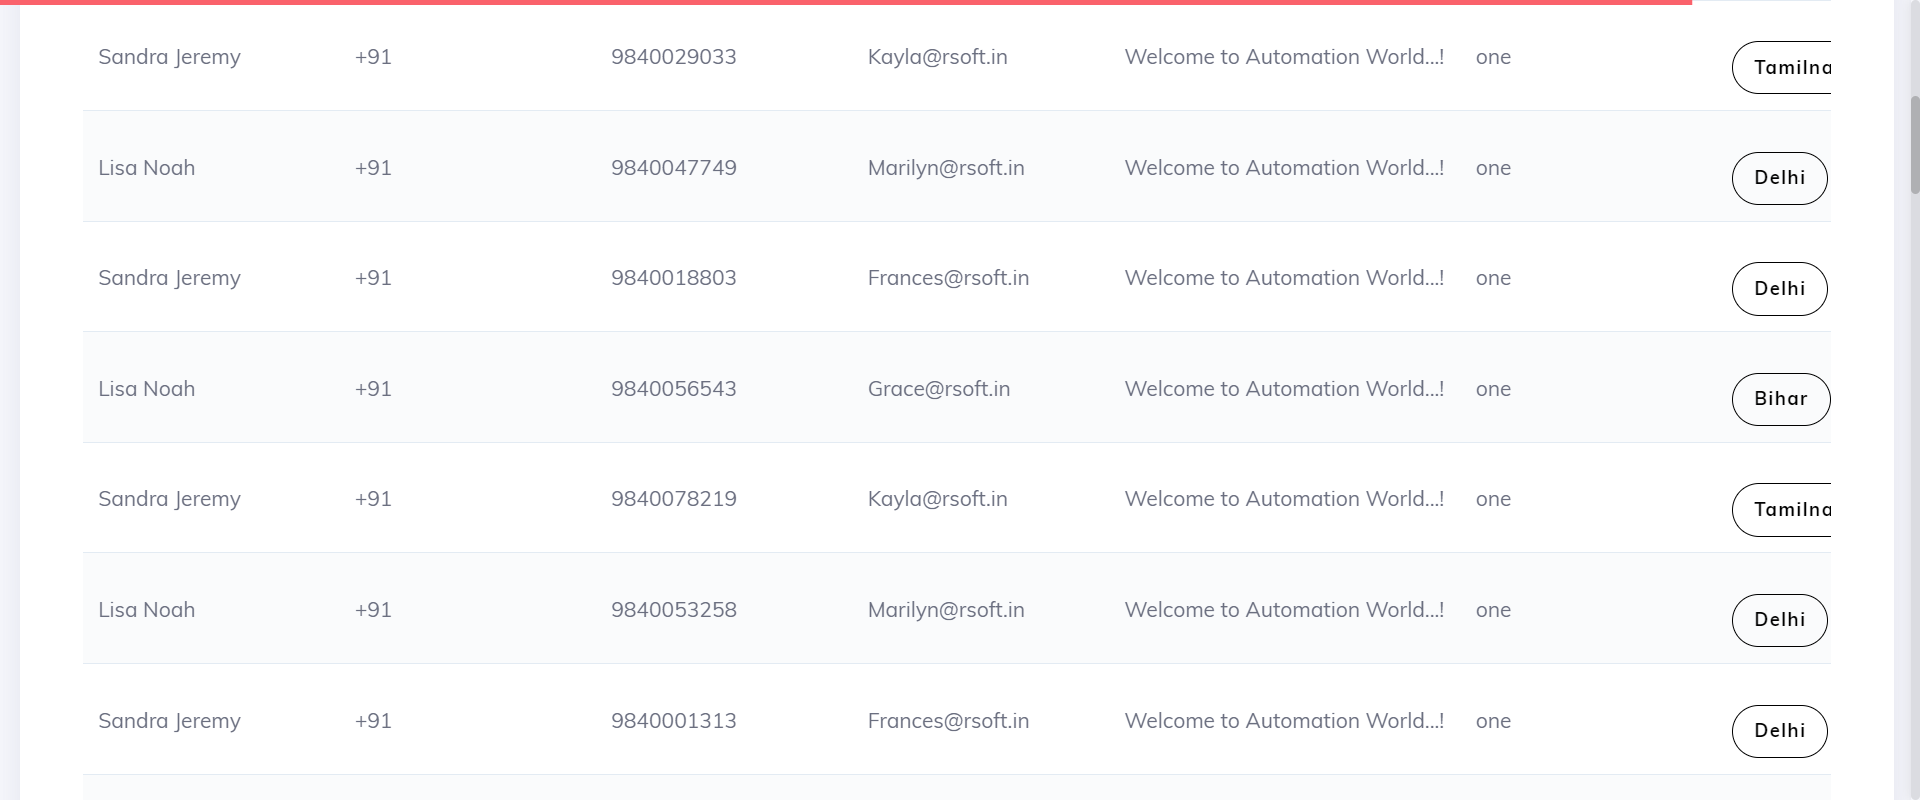 Sandra Jeremy +91 9840029033 Kayla@rsoft.in Welcome to Automation World...! one Tamilna
Lisa Noah +91 9840047749 Marilyn@rsoft.in Welcome to Automation World...! one Delhi
Sandra Jeremy +91 9840018803 Frances@rsoft.in Welcome to Automation World...! one Delhi
Lisa Noah +91 9840056543 Grace@rsoft.in Welcome to Automation World...! one Bihar
Sandra Jeremy +91 9840078219 Kayla@rsoft.in Welcome to Automation World...! one Tamilna
Lisa Noah +91 9840053258 Marilyn@rsoft.in Welcome to Automation World...! one Delhi
Sandra Jeremy +91 9840001313 Frances@rsoft.in Welcome to Automation World...! one Delhi